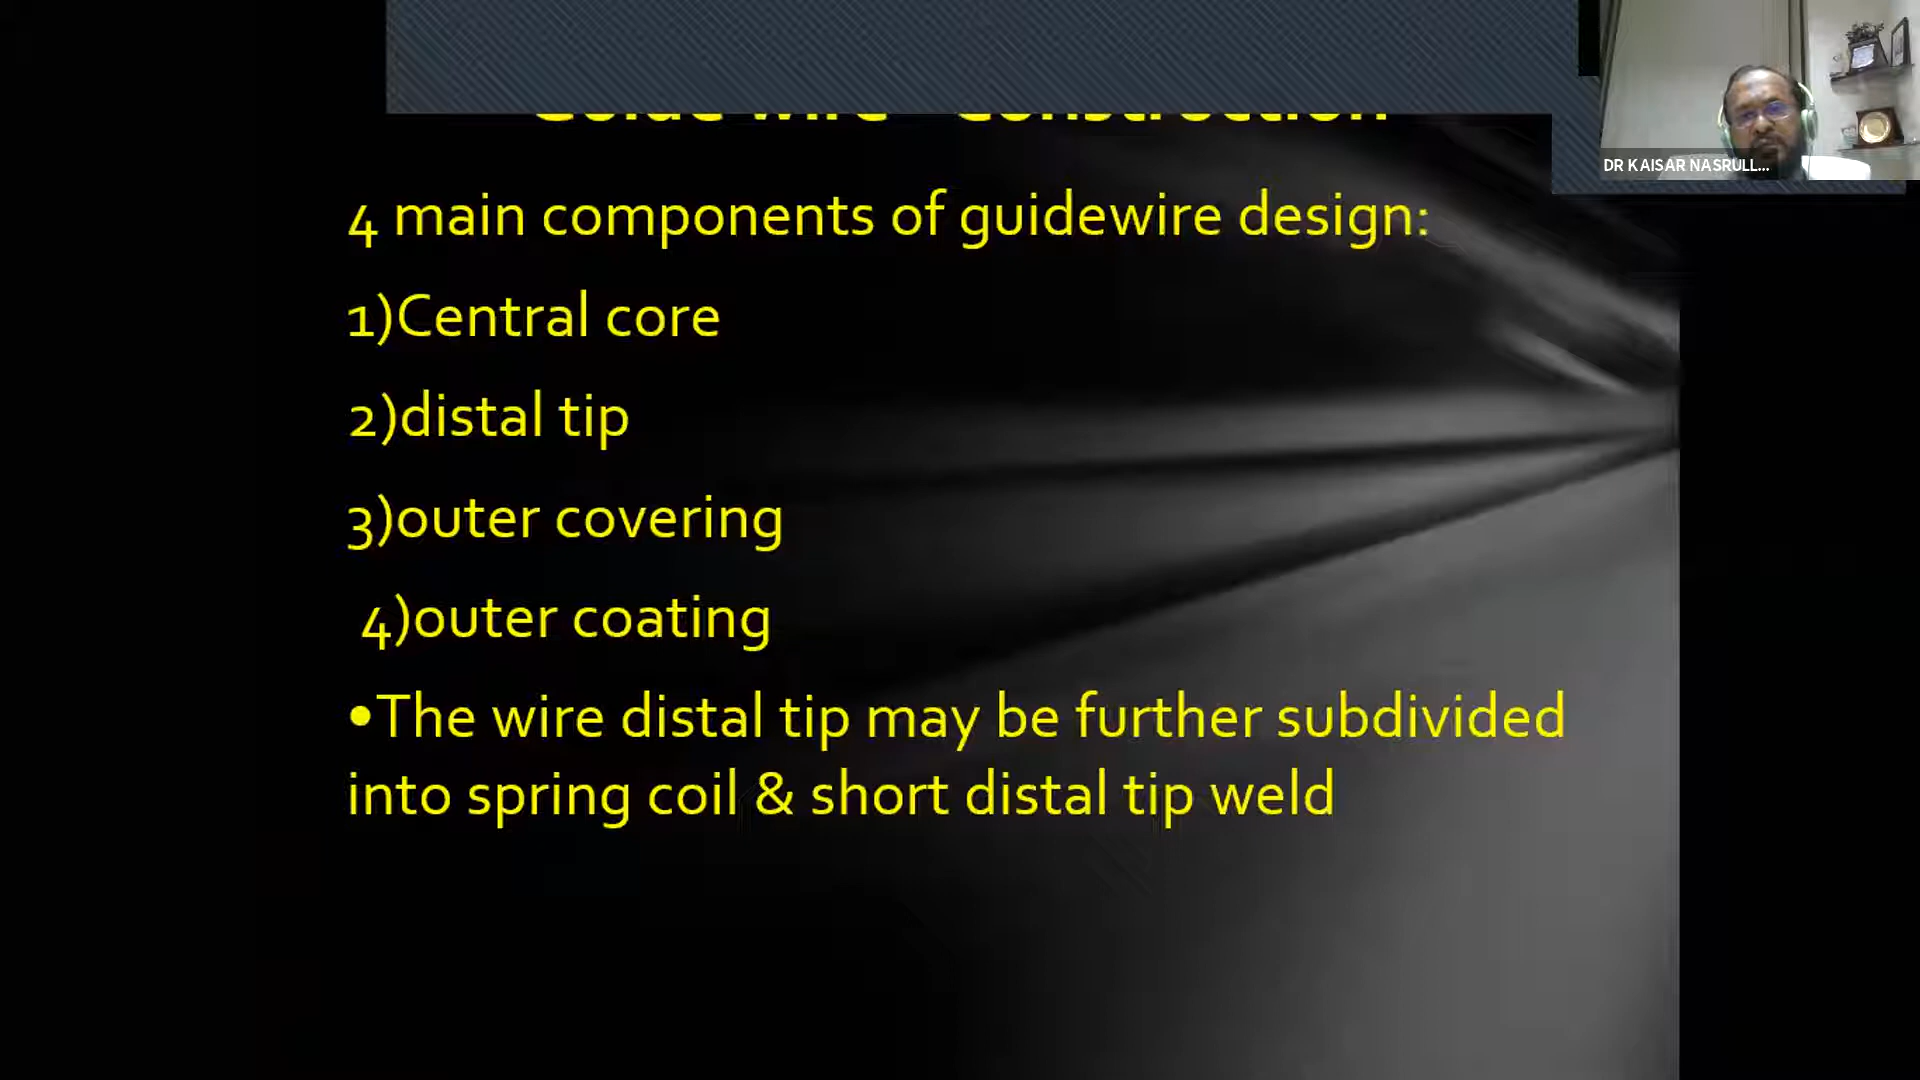 DR KAISAR NASRULL...
Guide wire - Construction
4 main components of guidewire design:
1)Central core
2)distal tip
3)outer covering
4)outer coating
•The wire distal tip may be further subdivided
into spring coil & short distal tip weld